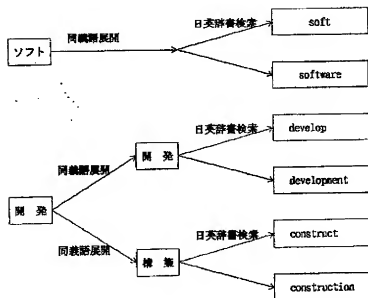 日英辞書検索
soft
同義語展開
ソフト
software
日英辞書検索
develop
開 発
同義語展開
development
開 発
日英辞書検索
construct
同義語展開
構 築
construction